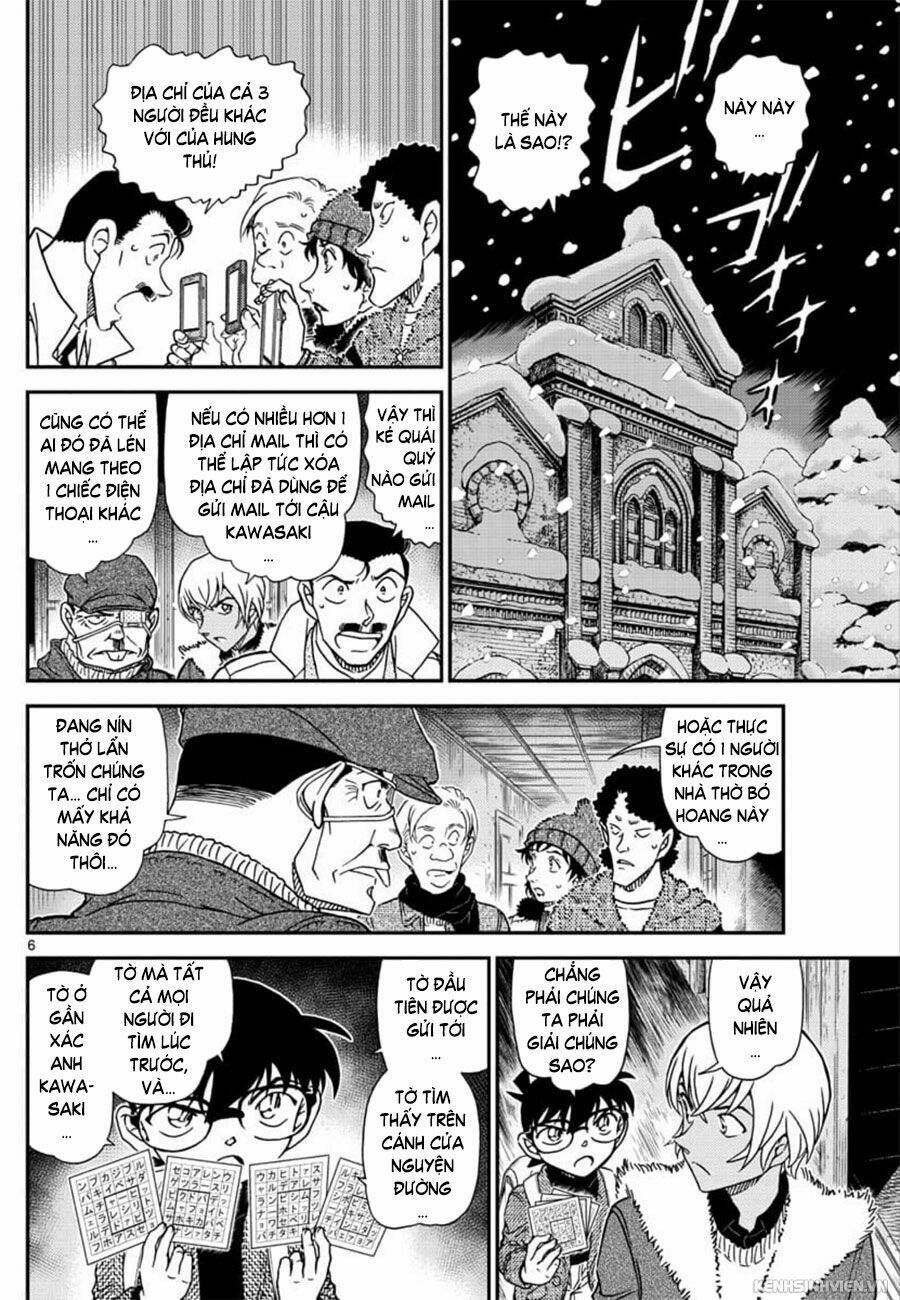 NÀY NÀY
...
THẾ NÀY
LÀ SAO!?
ビュオオオ
ĐỊA CHỈ CỦA CẢ 3
NGƯỜI ĐỀU KHÁC
VỚI CỦA HUNG
THỦ!
VẬY THÌ
KẺ QUÁI
QUỶ
NÀO GỬI
MAIL
...
NẾU CÓ NHIỀU HƠN 1
ĐỊA CHỈ MAIL THÌ CÓ
THỂ LẬP TỨC XÓA
ĐỊA CHỈ ĐÃ DÙNG ĐỂ
GỬI MAIL TỚI CẬU
KAWASAKI
...
CŨNG CÓ THỂ
AI ĐÓ ĐÃ LÉN
MANG THEO
1 CHIẾC ĐIỆN
THOẠI KHÁC
...
HOẶC THỰC
SỰ CÓ 1 NGƯỜI
KHÁC TRONG
NHÀ THỜ BỎ
HOANG NÀY
...
ĐANG NÍN
THỞ LẨN
TRỐN CHÚNG
TA... CHỈ CÓ
MẤY KHẢ
NĂNG ĐÓ
THÔI...
6
VẬY
QUẢ
NHIÊN
...
CHẲNG
PHẢI CHÚNG
TA PHẢI
GIẢI CHÚNG
SAO?
TỜ ĐẦU
TIÊN ĐƯỢC
GỬI TỚI
...
TỜ TÌM
THẤY TRÊN
CÁNH CỬA
NGUYỆN
ĐƯỜNG
TỜ MÀ TẤT
CẢ MỌI
NGƯỜI ĐI
TÌM LÚC
TRƯỚC,
VÀ...
TỜ Ở
GẦN XÁC
ANH
KAWA-
SAKI
...
KENHSINHVIEN.VN